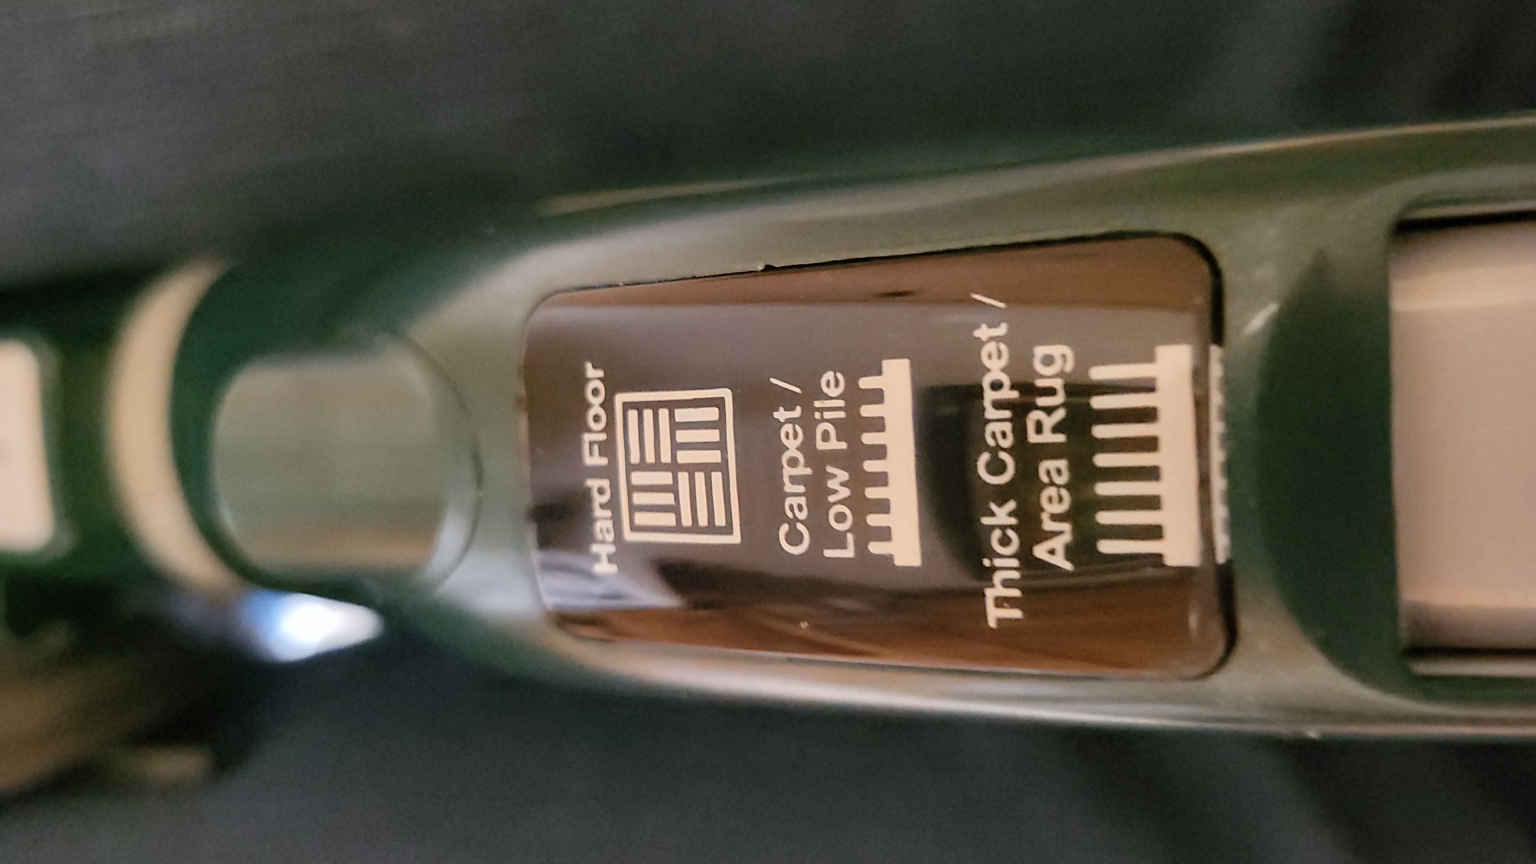 Hard Floor
Carpet /
Low Pile
Thick Carpet /
Area Rug